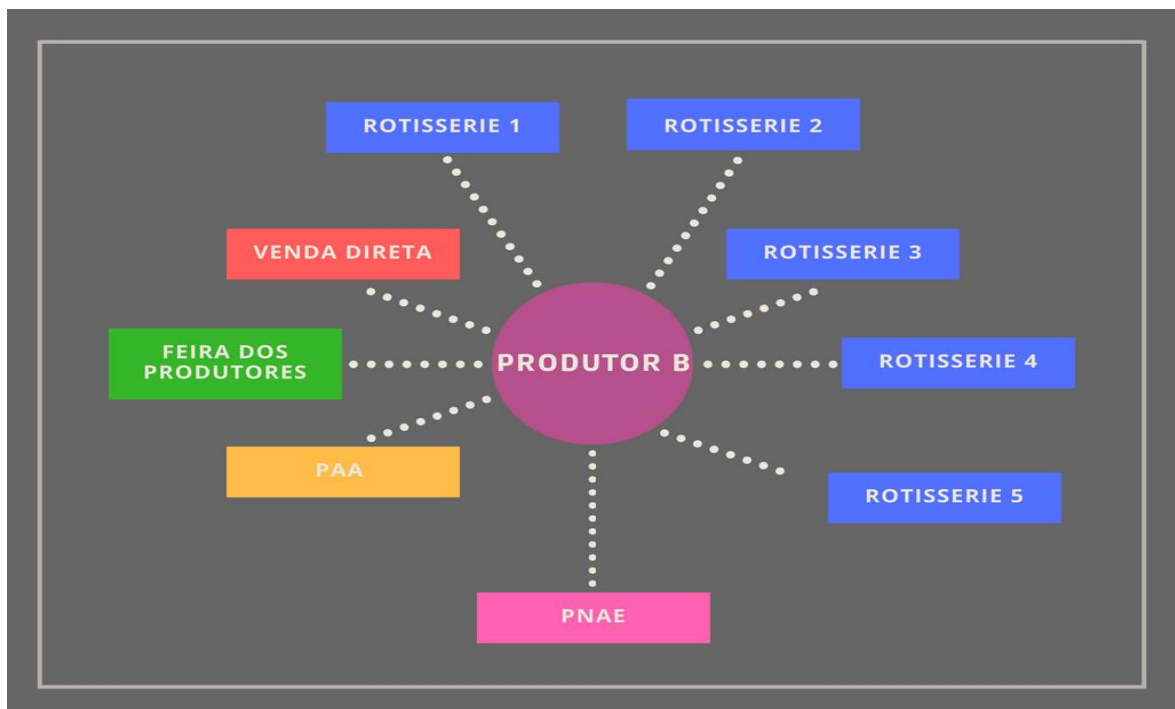 ROTISSERIE 1
ROTISSERIE 2
VENDA DIRETA
ROTISSERIE 3
FEIRA DOS
PRODUTORES
PRODUTOR B
ROTISSERIE 4
PAA
ROTISSERIE 5
PNAE